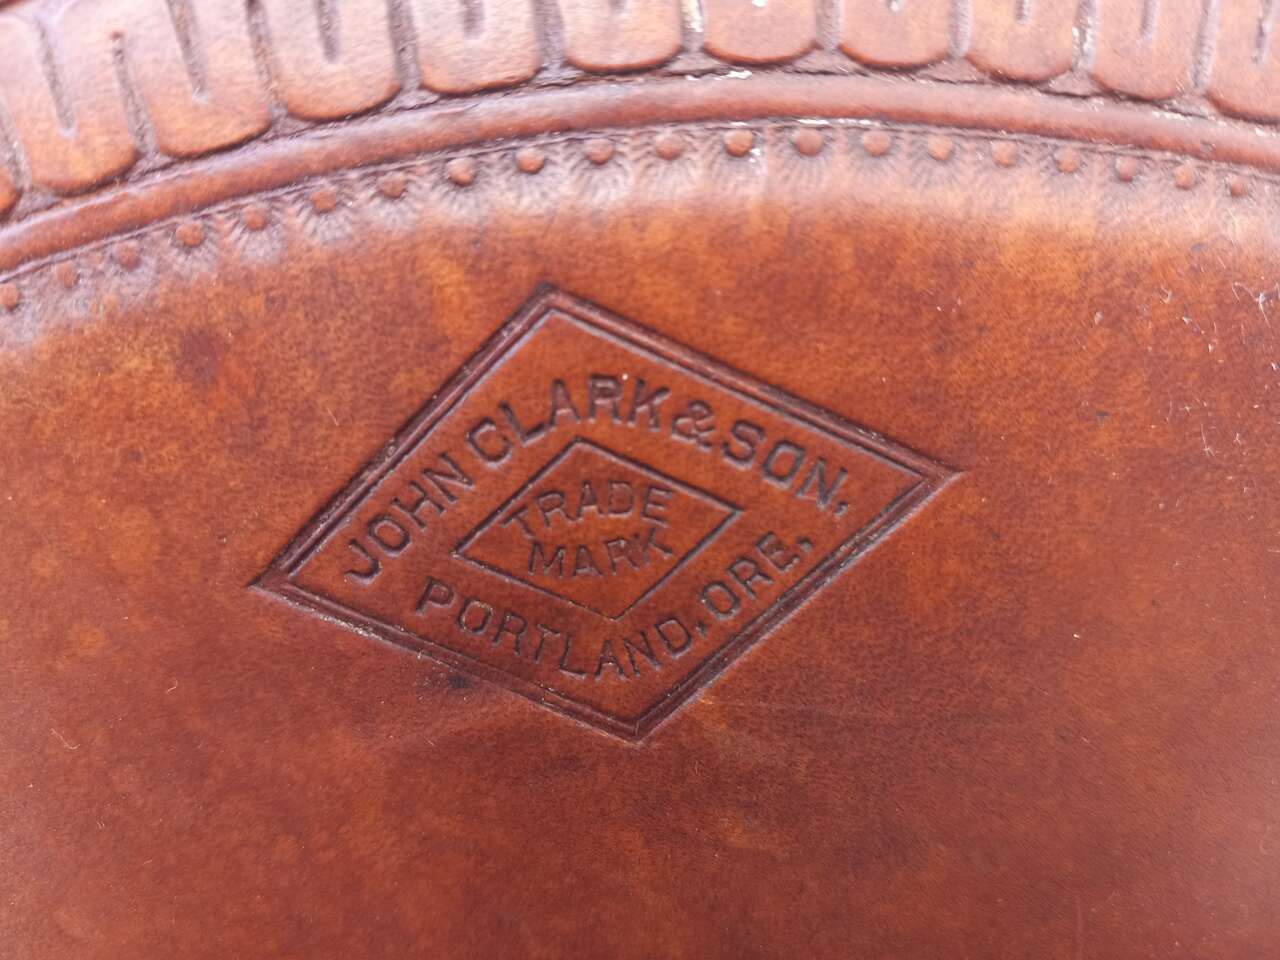 JOHN CLARK & SON,
TRADE
MARK
PORTLAND, ORE,